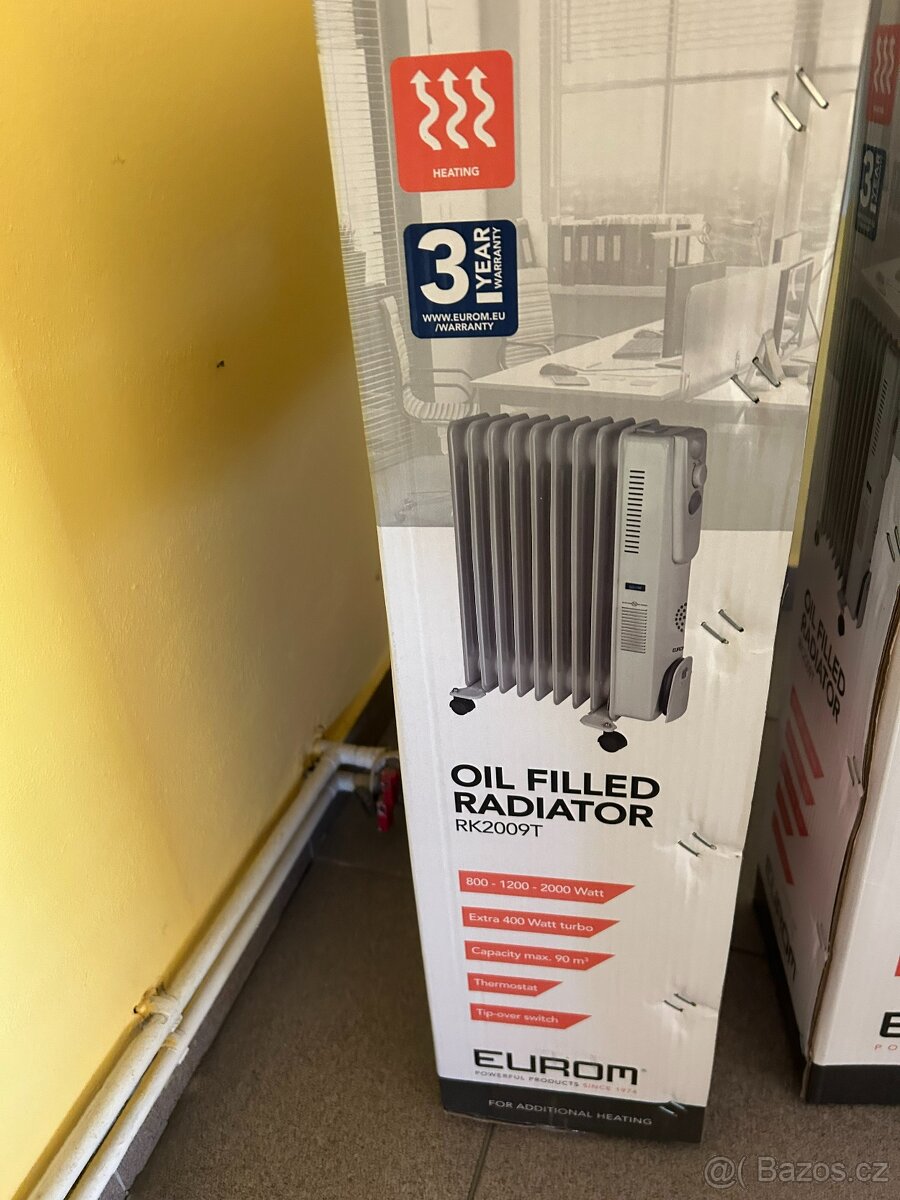 HEATING
3 YEAR
WARRANTY
WWW.EUROM.EU
/WARRANTY
OIL FILLED
RADIATOR
RK2009T
800 - 1200 - 2000 Watt
Extra 400 Watt turbo
Capacity max. 90 m³
Thermostat
Tip-over switch
EUROM
POWERFUL PRODUCTS SINCE 1974
FOR ADDITIONAL HEATING
3
OIL FILLED
RADIATOR
@( Bazos.cz